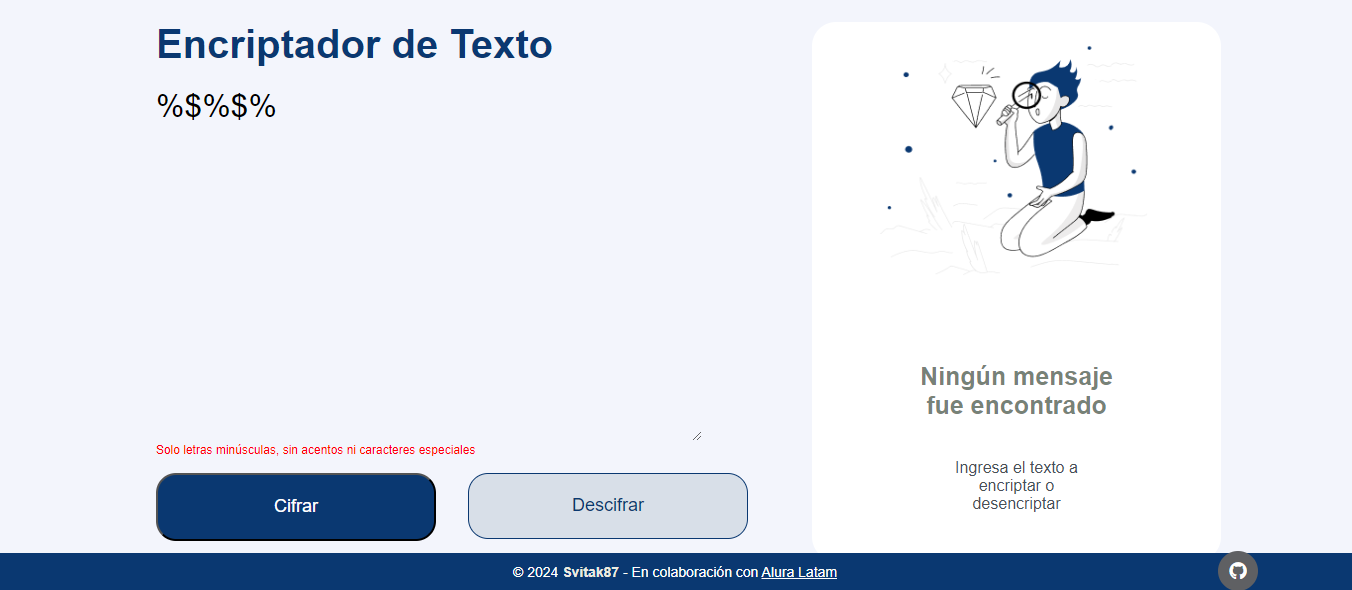 Encriptador de Texto
%$%$%
Solo letras minúsculas, sin acentos ni caracteres especiales
Cifrar
Descifrar
Ningún mensaje
fue encontrado
Ingresa el texto a
encriptar o
desencriptar
© 2024 Svitak87 - En colaboración con Alura Latam